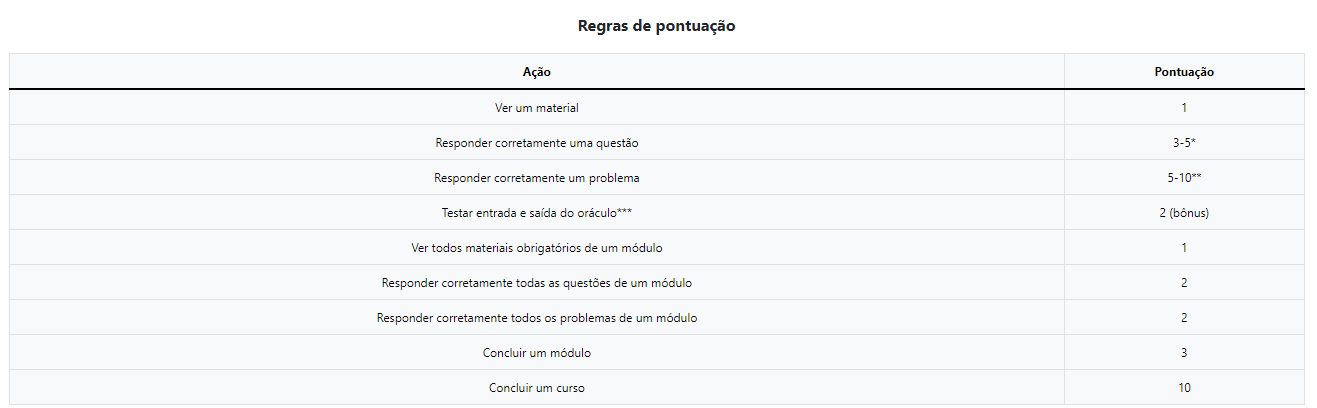 Regras de pontuação
Ação Pontuação
Ver um material 1
Responder corretamente uma questão 3-5*
Responder corretamente um problema 5-10**
Testar entrada e saída do oráculo*** 2 (bônus)
Ver todos materiais obrigatórios de um módulo 1
Responder corretamente todas as questões de um módulo 2
Responder corretamente todos os problemas de um módulo 2
Concluir um módulo 3
Concluir um curso 10